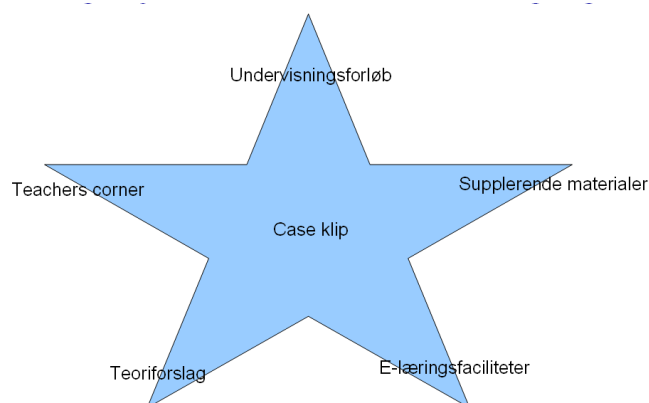 Undervisningsforløb
Teachers corner
Supplerende materialer
Case klip
Teoriforslag
E-læringsfaciliteter